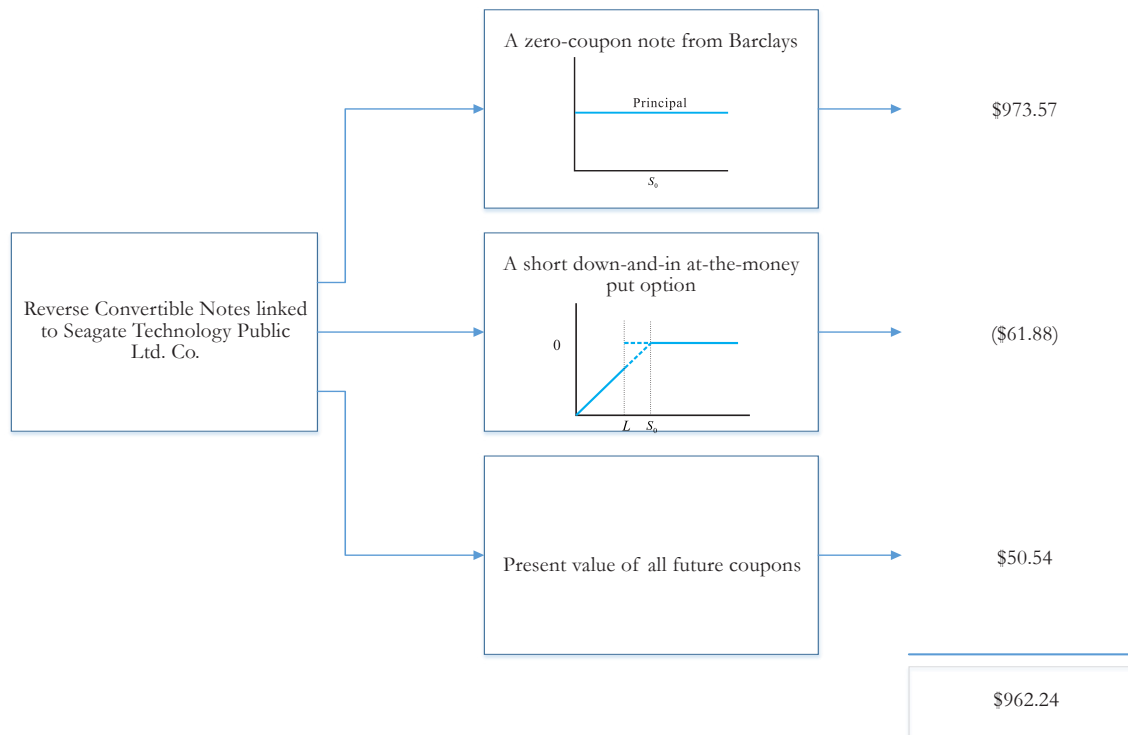 A zero-coupon note from Barclays
Principal
S₀
$973.57
Reverse Convertible Notes linked
to Seagate Technology Public
Ltd. Co.
A short down-and-in at-the-money
put option
0
L
S₀
($61.88)
Present value of all future coupons
$50.54
$962.24